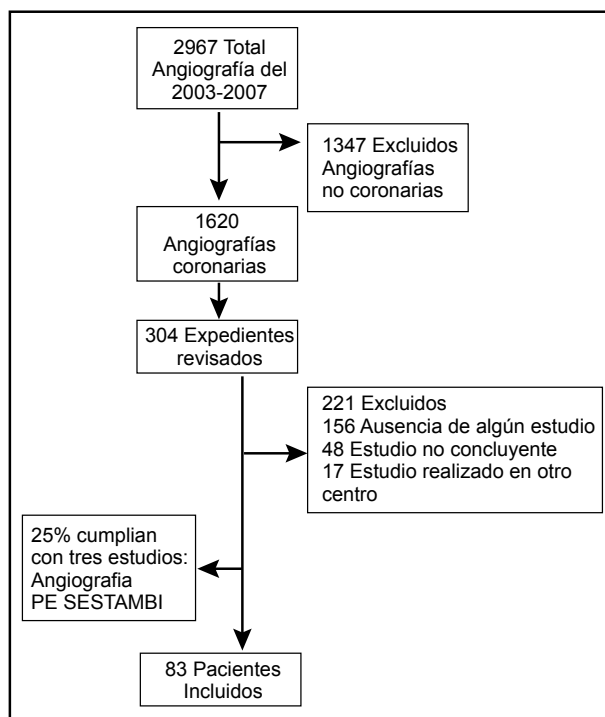 2967 Total
Angiografía del
2003-2007
1347 Excluidos
Angiografías
no coronarias
1620
Angiografías
coronarias
304 Expedientes
revisados
221 Excluidos
156 Ausencia de algún estudio
48 Estudio no concluyente
17 Estudio realizado en otro
centro
25% cumplian
con tres estudios:
Angiografia
PE SESTAMBI
83 Pacientes
Incluidos